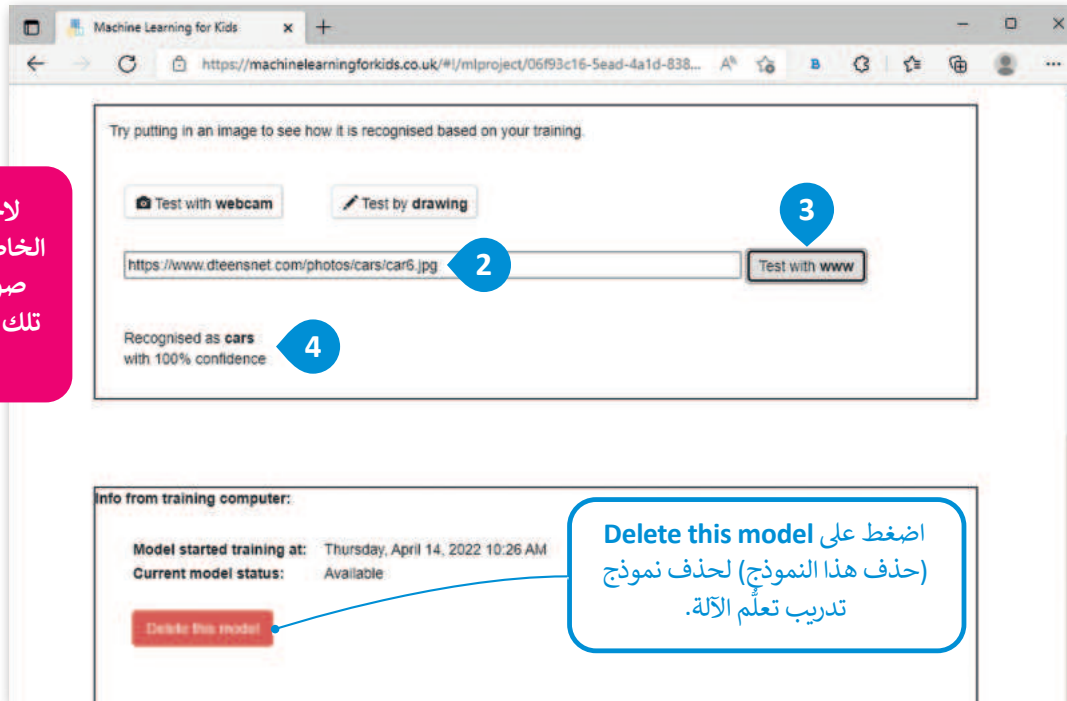 Machine Learning for Kids
https://machinelearningforkids.co.uk/#!/mlproject/06f93c16-5ead-4a1d-838...
Try putting in an image to see how it is recognised based on your training.
Test with webcam
Test by drawing
3
https://www.dteensnet.com/photos/cars/car6.jpg
2
Test with www
Recognised as cars
with 100% confidence
4
تلك
Info from training computer:
Model started training at: Thursday, April 14, 2022 10:26 AM
Current model status: Available
Delete this model
اضغط على Delete this model
(حذف هذا النموذج) لحذف نموذج
تدريب تعلُّم الآلة.